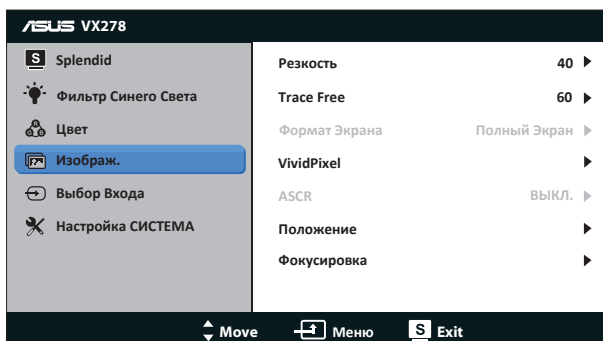 ASUS VX278
S Splendid
Фильтр Синего Света
Цвет
Изображ.
Выбор Входа
Настройка СИСТЕМА
Резкость 40
Trace Free 60
Формат Экрана Полный Экран
VividPixel
ASCR ВЫКЛ.
Положение
Фокусировка
Move Меню S Exit